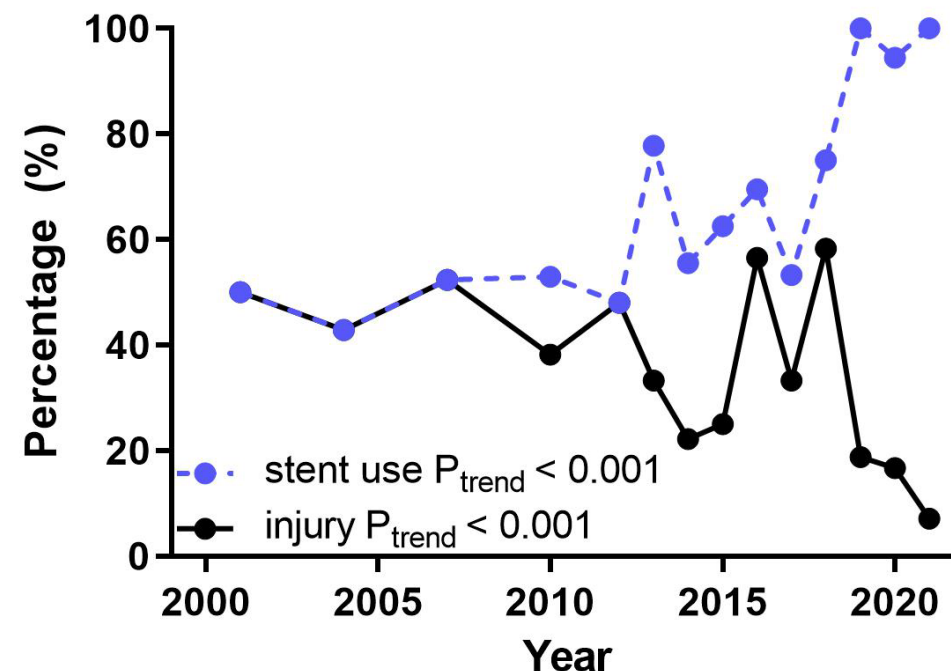 100
80
60
40
20
0
Percentage (%)
stent use Ptrend < 0.001
injury Ptrend < 0.001
2000 2005 2010 2015 2020
Year